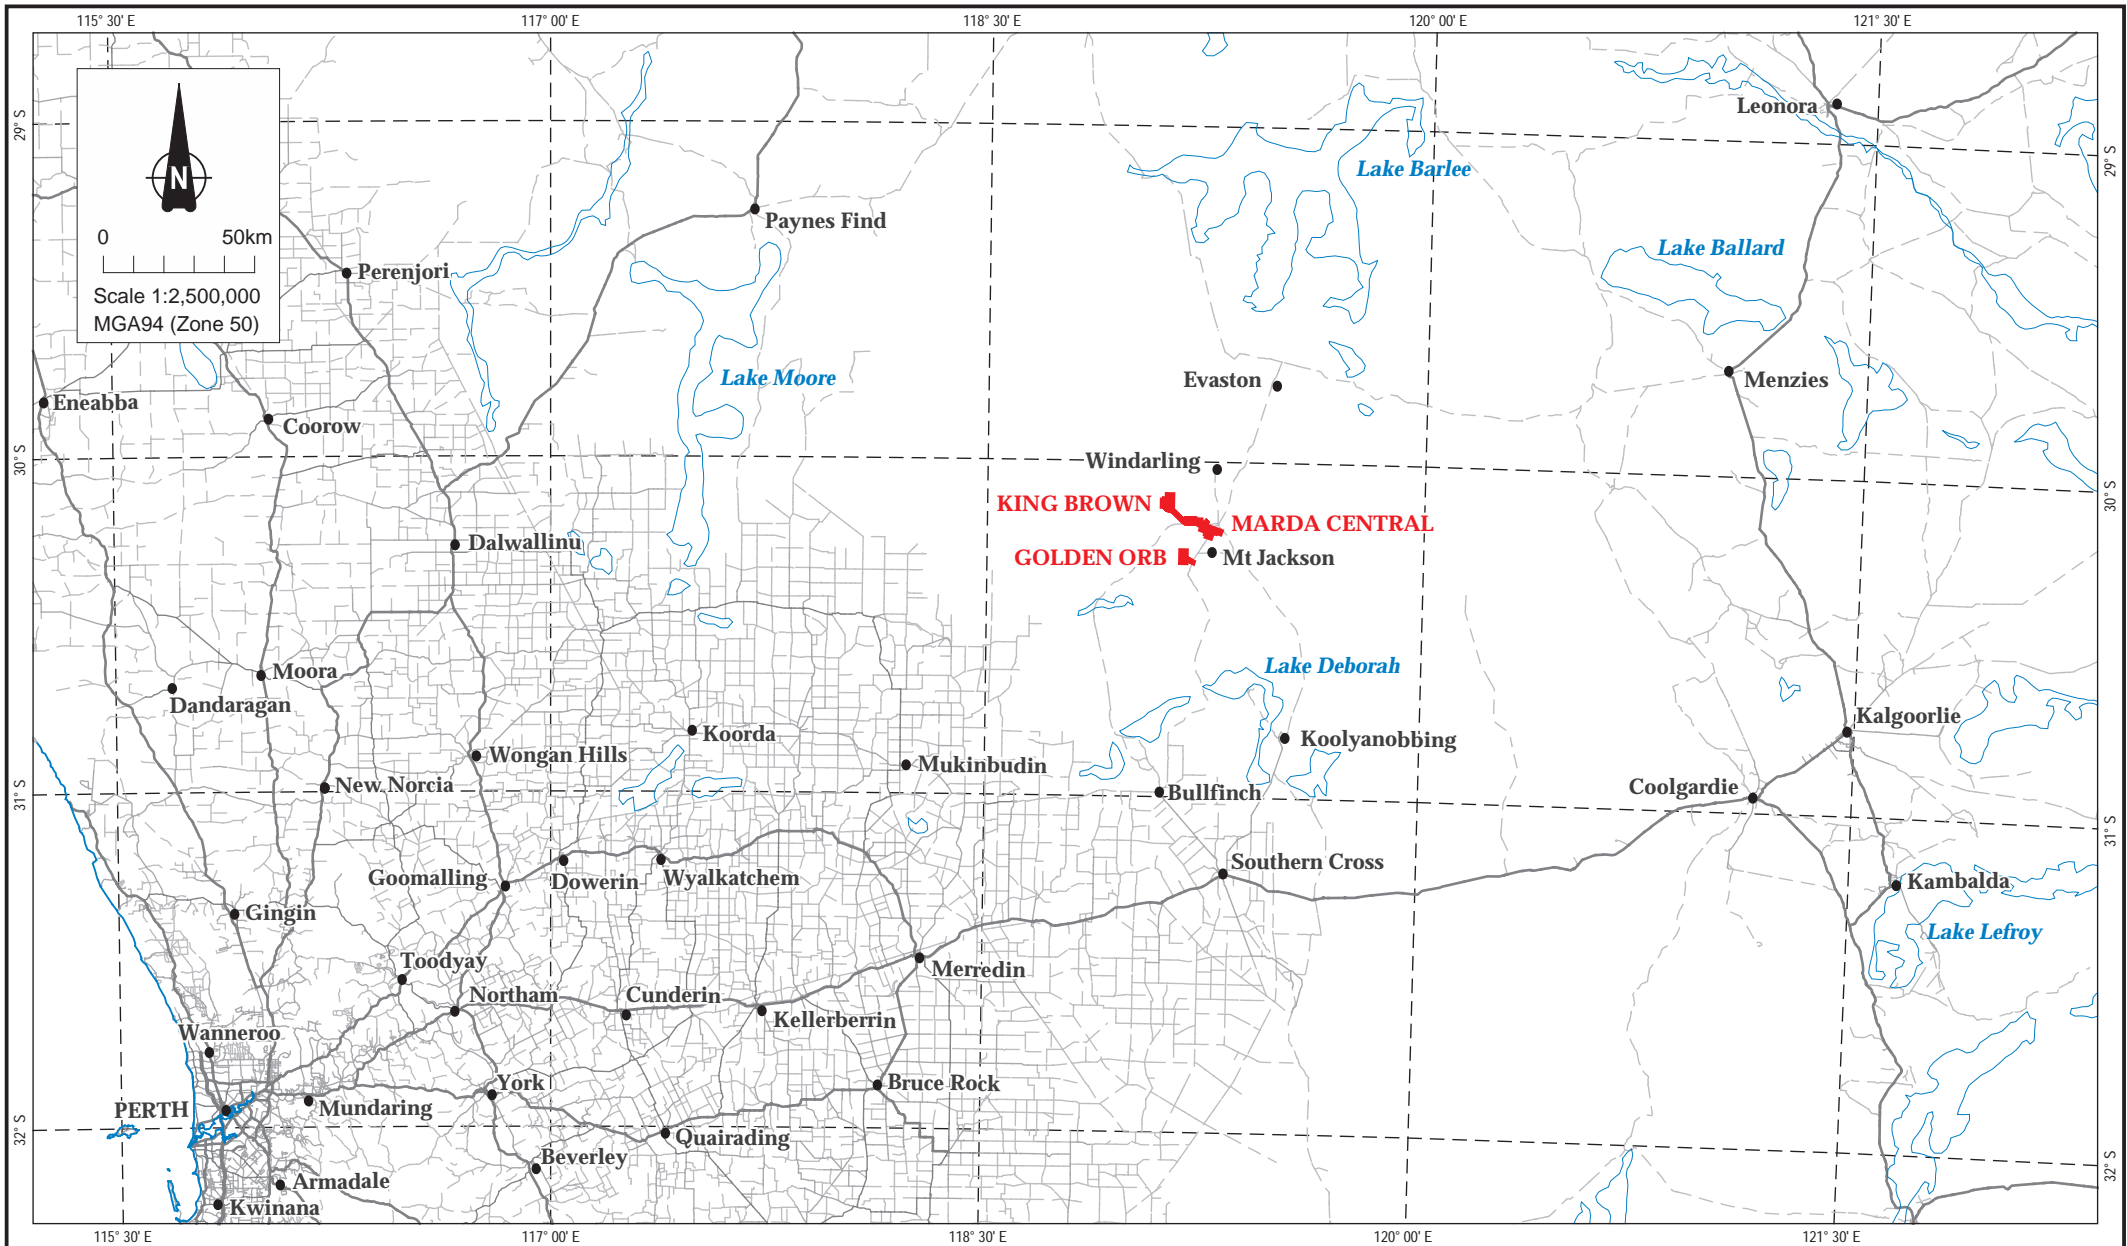 115° 30' E
117° 00' E
118° 30' E
120° 00' E
121° 30' E
N
0
50km
Scale 1:2,500,000
MGA94 (Zone 50)
29° S
29° S
Leonora
Lake Barlee
Paynes Find
Lake Ballard
Perenjori
Lake Moore
Evaston
Menzies
Eneabba
Coorow
30° S
30° S
Windarling
KING BROWN
MARDA CENTRAL
Dalwallinu
GOLDEN ORB
Mt Jackson
Lake Deborah
Moora
Dandaragan
Kalgoorlie
Koorda
Koolyanobbing
Wongan Hills
Mukinbudin
New Norcia
Coolgardie
Bullfinch
31° S
31° S
Southern Cross
Goomalling
Dowerin
Wyalkatchem
Kambalda
Gingin
Lake Lefroy
Toodyay
Merredin
Northam
Cunderin
Kellerberrin
Wanneroo
York
Bruce Rock
PERTH
Mundaring
32° S
Quairading
Beverley
32° S
Armadale
Kwinana
115° 30' E
117° 00' E
118° 30' E
120° 00' E
121° 30' E